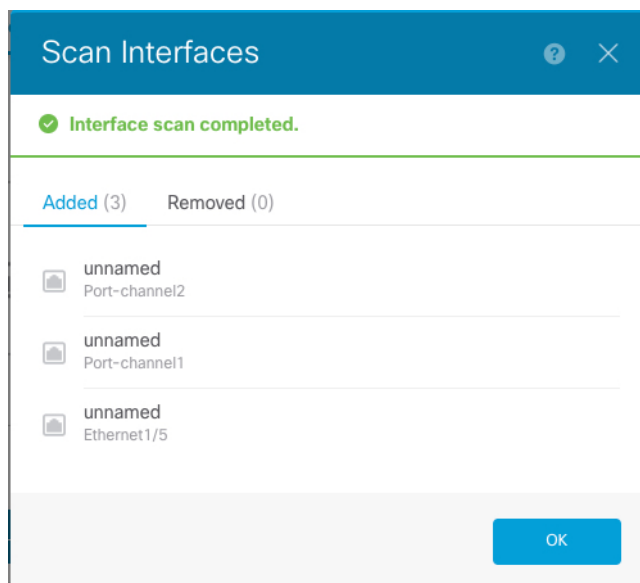 Scan Interfaces
Interface scan completed.
Added (3) Removed (0)
unnamed
Port-channel2
unnamed
Port-channel1
unnamed
Ethernet1/5
OK